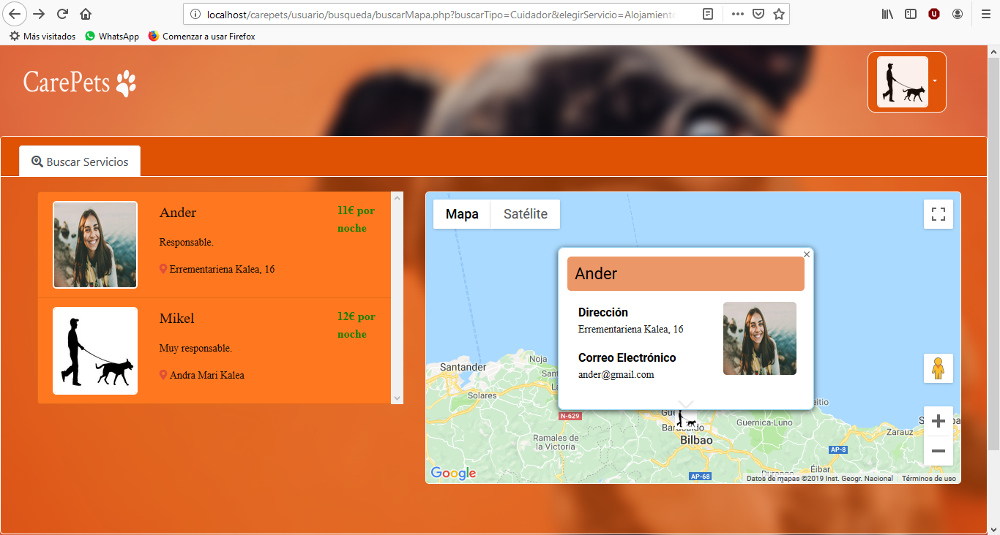 localhost/carepets/usuario/busqueda/buscarMapa.php?buscarTipo=Cuidador&elegirServicio=Alojamiento
Más visitados
WhatsApp
Comenzar a usar Firefox
CarePets
Buscar Servicios
Ander
11€ por
noche
Responsable.
Errementariena Kalea, 16
Mikel
12€ por
noche
Muy responsable.
Andra Mari Kalea
Mapa
Satélite
Ander
Dirección
Errementariena Kalea, 16
Correo Electrónico
ander@gmail.com
Santander
Noja
Solares
N-629
Ramales de
la Victoria
Bilbao
Guernica-Luno
Zarauz
AP-8
Éibar
Durango
AP-68
Google
Datos de mapas ©2019 Inst. Geogr. Nacional
Términos de uso